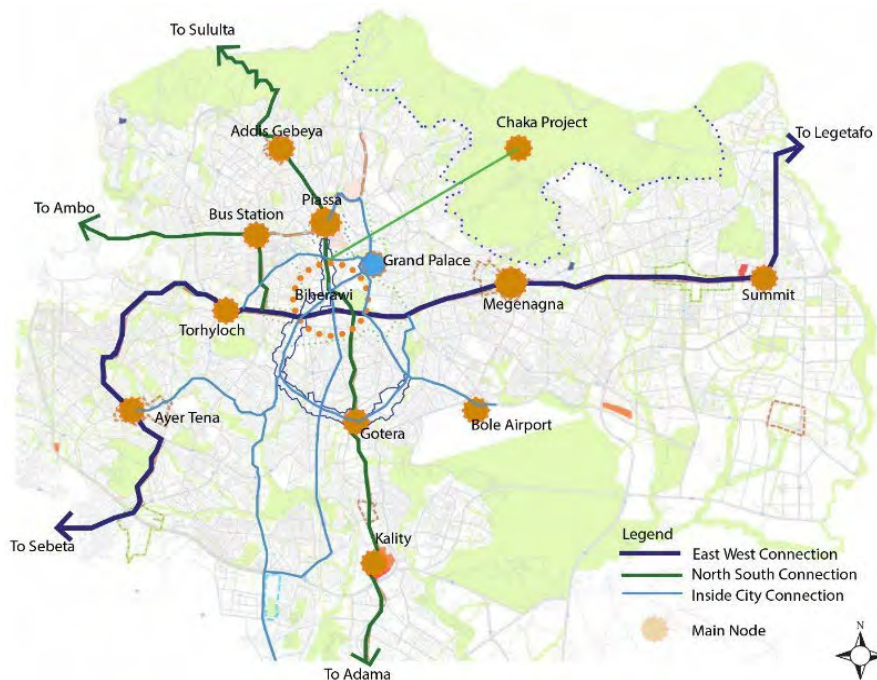 To Sululta
Chaka Project
To Legetafo
Addis Gebeya
Piassa
To Ambo
Bus Station
Grand Palace
Biherawi
Megenagna
Summit
Torhyloch
Ayer Tena
Gotera
Bole Airport
Kality
To Sebeta
To Adama
Legend
East West Connection
North South Connection
Inside City Connection
Main Node
N